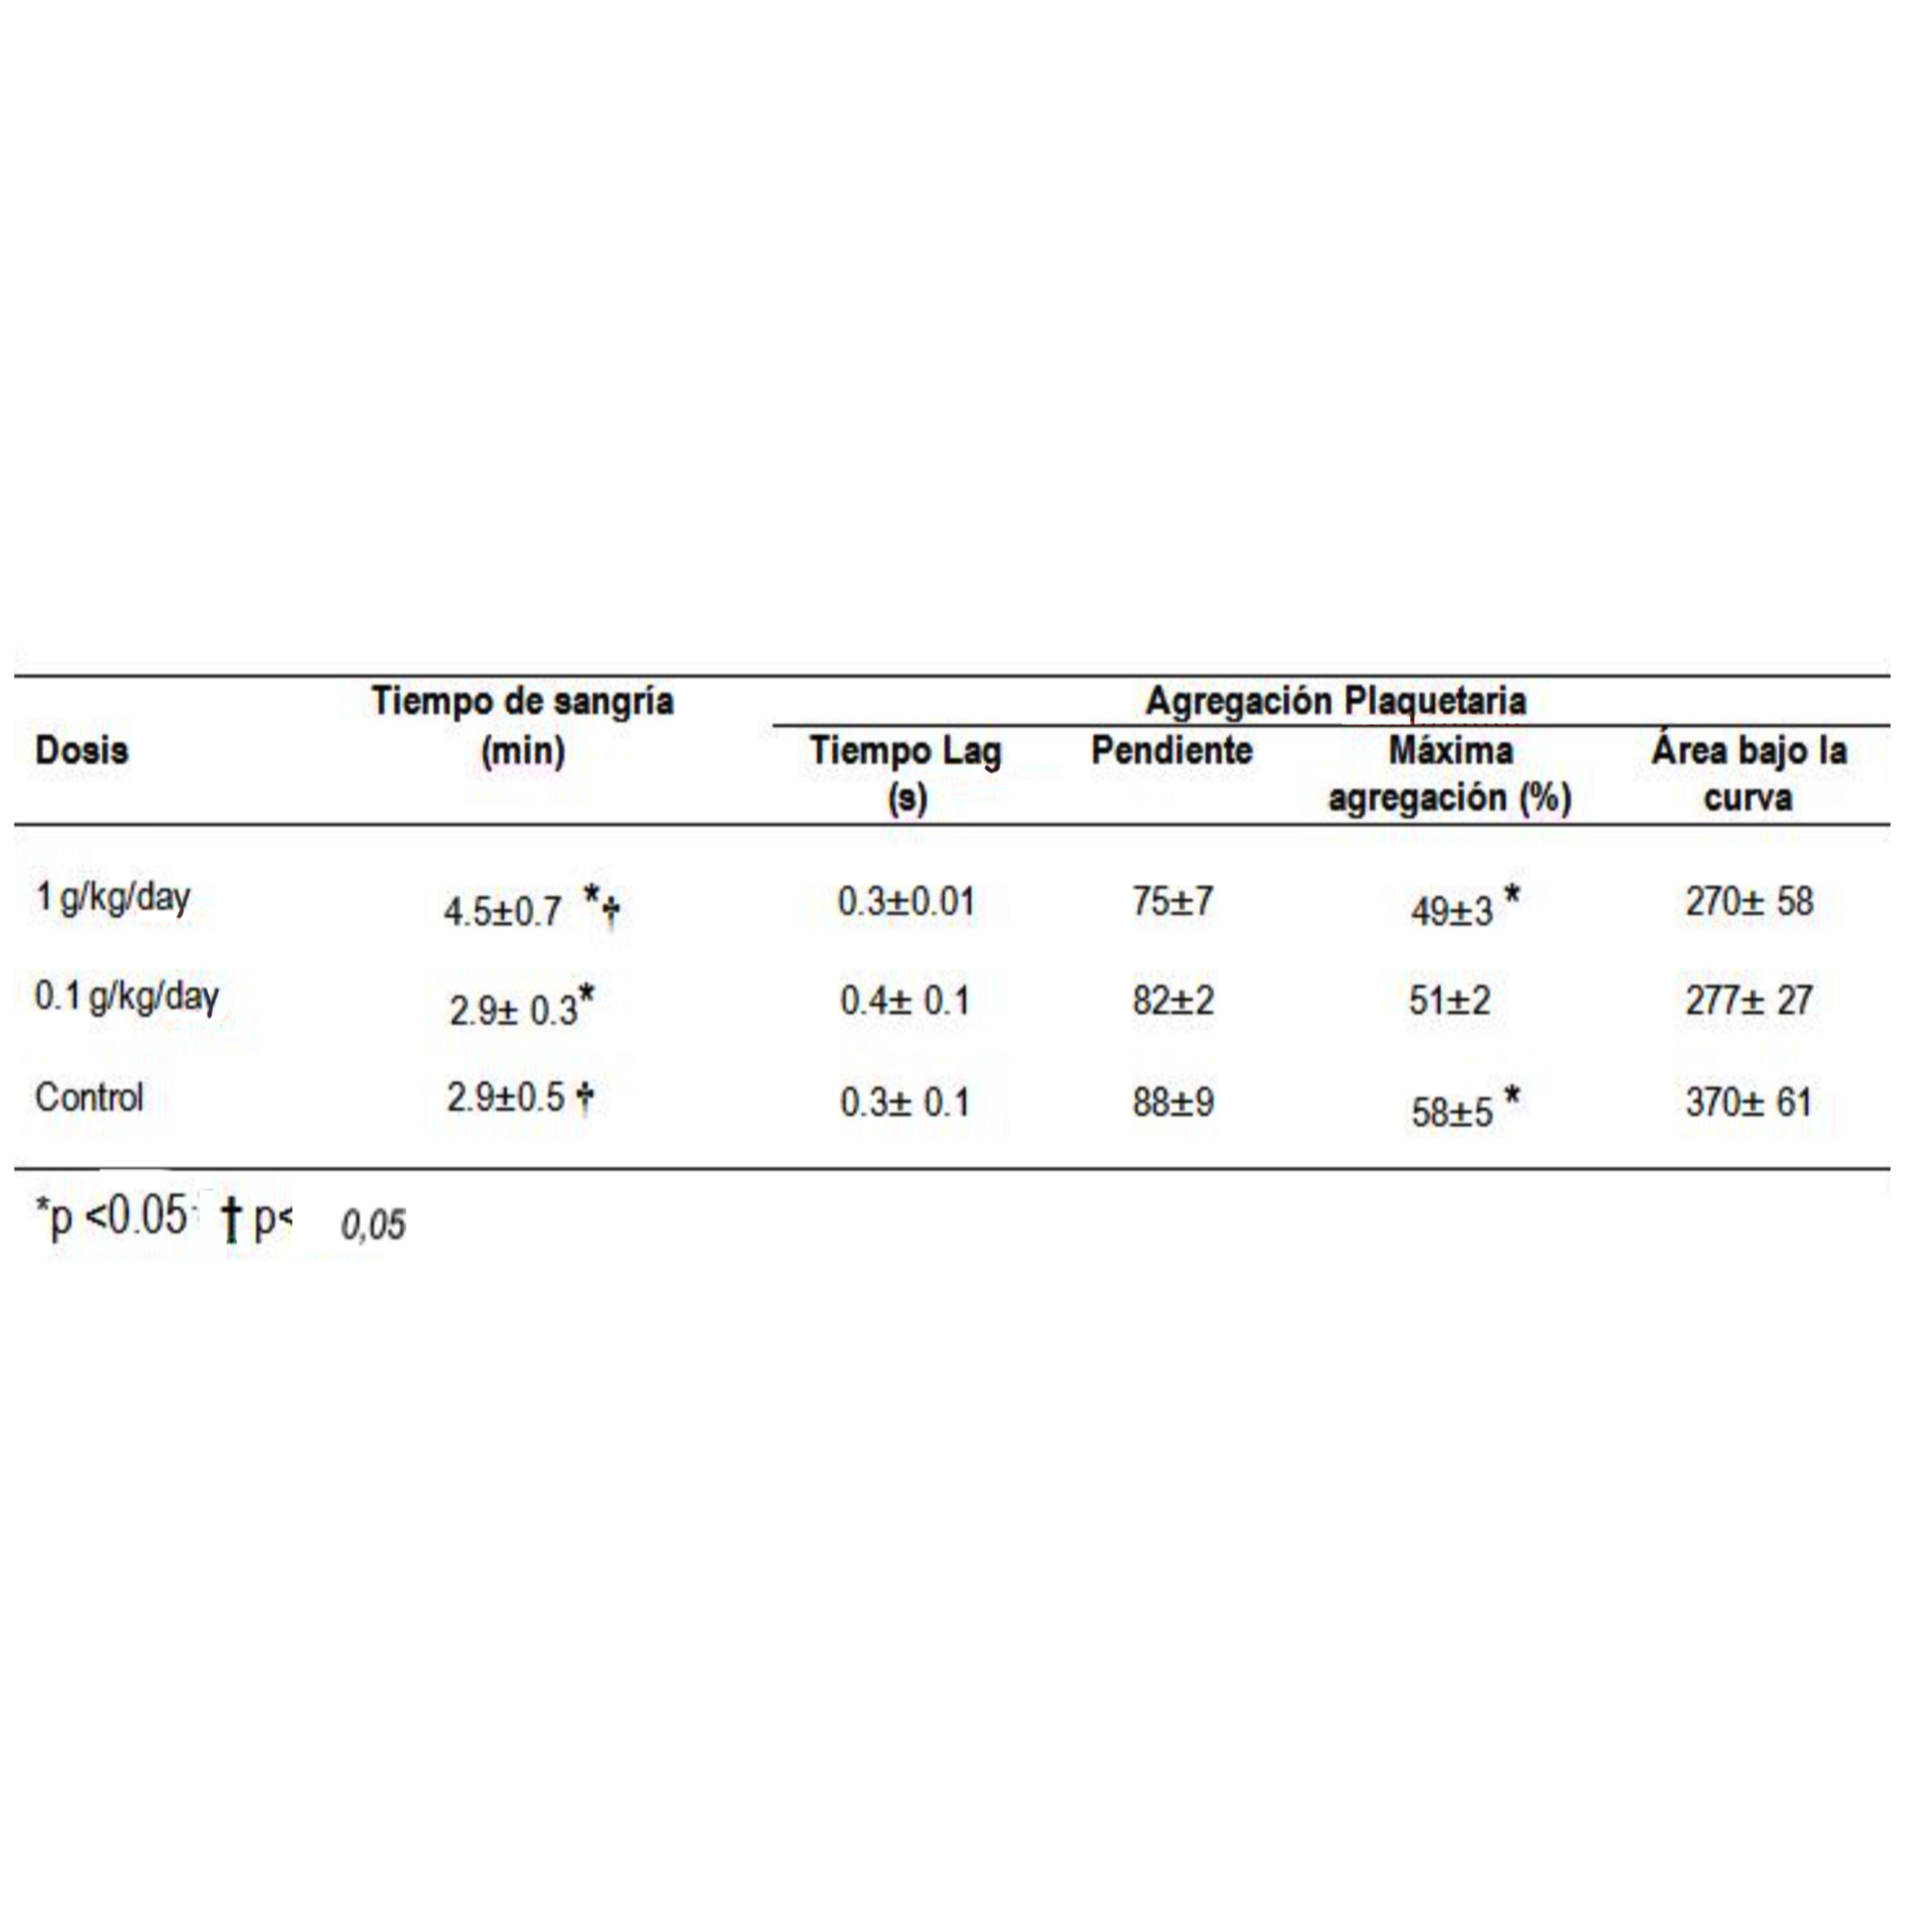 Tiempo de sangría Agregación Plaquetaria
Dosis (min) Tiempo Lag Pendiente Máxima Área bajo la
(s) agregación (%) curva
1 g/kg/day 4.5±0.7 *† 0.3±0.01 75±7 49±3 * 270± 58
0.1 g/kg/day 2.9± 0.3* 0.4± 0.1 82±2 51±2 277± 27
Control 2.9±0.5 † 0.3± 0.1 88±9 58±5 * 370± 61
*p <0.05 † p< 0,05